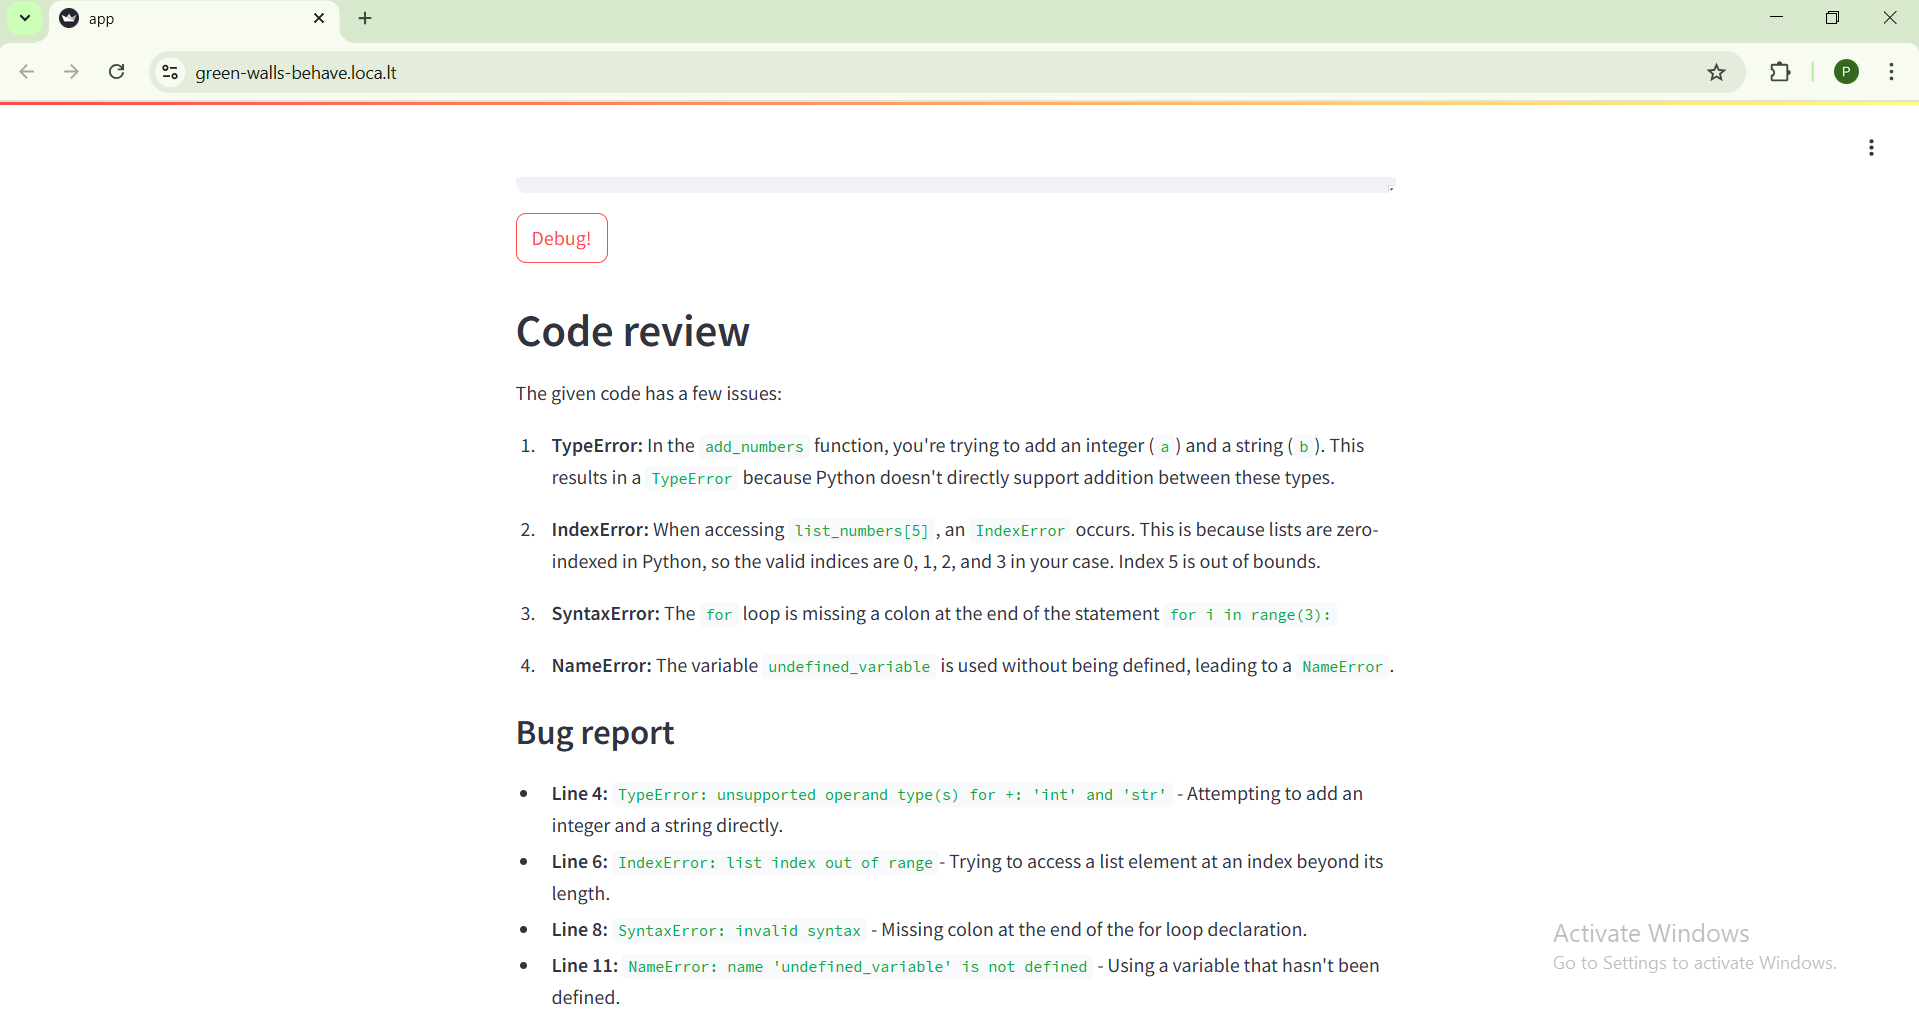 app
green-walls-behave.loca.lt
P
Debug!
Code review
The given code has a few issues:
1. TypeError: In the add_numbers function, you're trying to add an integer ( a ) and a string ( b ). This
results in a TypeError because Python doesn't directly support addition between these types.
2. IndexError: When accessing list_numbers[5] , an IndexError occurs. This is because lists are zero-
indexed in Python, so the valid indices are 0, 1, 2, and 3 in your case. Index 5 is out of bounds.
3. SyntaxError: The for loop is missing a colon at the end of the statement for i in range(3):
4. NameError: The variable undefined_variable is used without being defined, leading to a NameError .
Bug report
• Line 4: TypeError: unsupported operand type(s) for +: 'int' and 'str' - Attempting to add an
integer and a string directly.
• Line 6: IndexError: list index out of range - Trying to access a list element at an index beyond its
length.
• Line 8: SyntaxError: invalid syntax - Missing colon at the end of the for loop declaration.
• Line 11: NameError: name 'undefined_variable' is not defined - Using a variable that hasn't been
defined.
Activate Windows
Go to Settings to activate Windows.